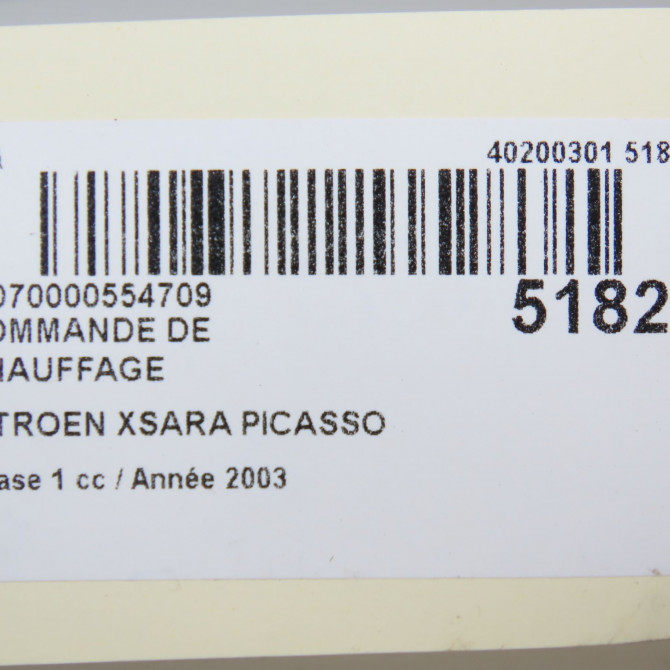 40200301 518
070000554709
5182
OMMANDE DE
HAUFFAGE
TROEN XSARA PICASSO
ase 1 cc / Année 2003